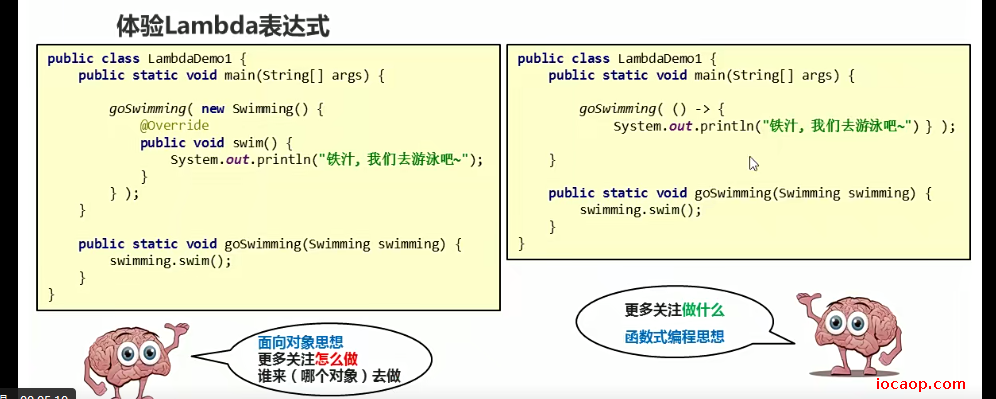 体验Lambda表达式
public class LambdaDemo1 {
public static void main(String[] args) {
goSwimming( new Swimming() {
@Override
public void swim() {
System.out.println("铁汁, 我们去游泳吧~");
}
} );
}
public static void goSwimming(Swimming swimming) {
swimming.swim();
}
}
public class LambdaDemo1 {
public static void main(String[] args) {
goSwimming( () -> {
System.out.println("铁汁, 我们去游泳吧~") } );
}
public static void goSwimming(Swimming swimming) {
swimming.swim();
}
}
面向对象思想
更多关注怎么做
谁来（哪个对象）去做
更多关注做什么
函数式编程思想
iocaop.com